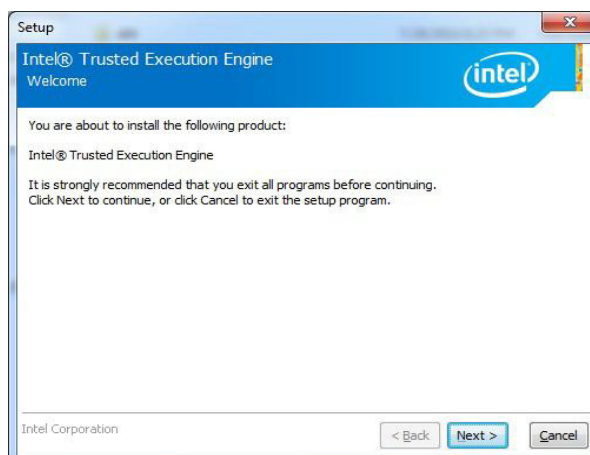 Setup
Intel® Trusted Execution Engine
Welcome
intel
You are about to install the following product:
Intel® Trusted Execution Engine
It is strongly recommended that you exit all programs before continuing.
Click Next to continue, or click Cancel to exit the setup program.
Intel Corporation
< Back Next > Cancel